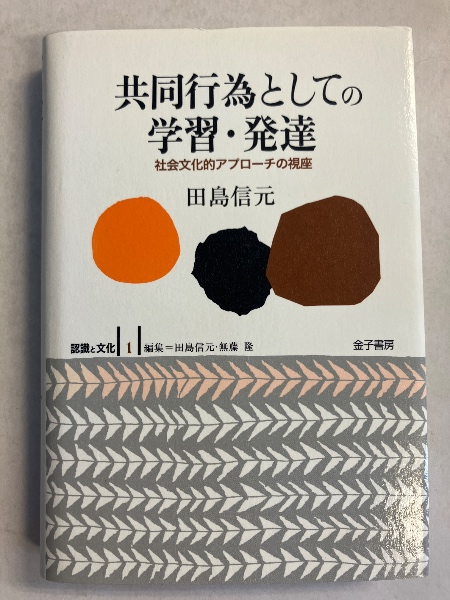 共同行為としての
学習・発達
社会文化的アプローチの視座
田島信元
認識と文化 1 編集=田島信元・無藤 隆
金子書房